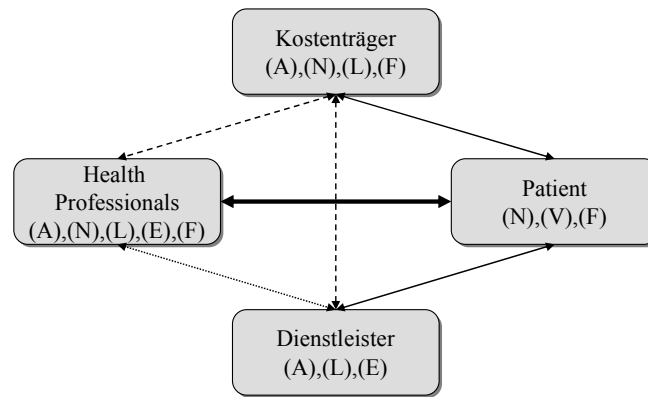 Kostenträger
(A),(N),(L),(F)
Health
Professionals
(A),(N),(L),(E),(F)
Patient
(N),(V),(F)
Dienstleister
(A),(L),(E)